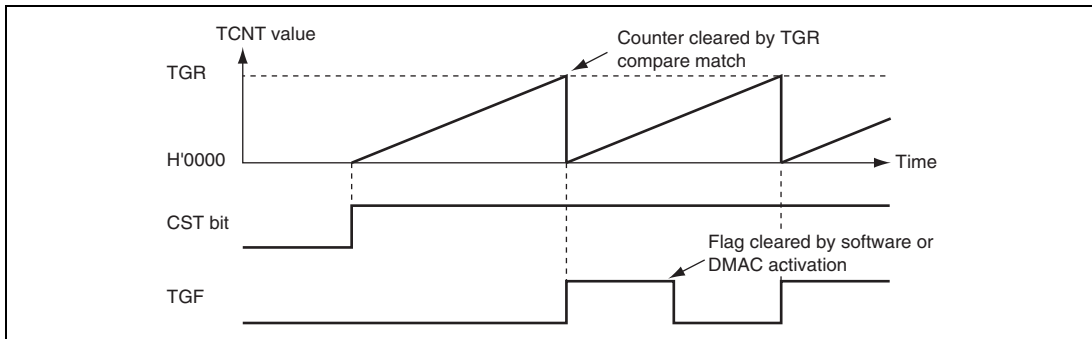 TCNT value
Counter cleared by TGR
compare match
TGR
H'0000
Time
CST bit
Flag cleared by software or
DMAC activation
TGF